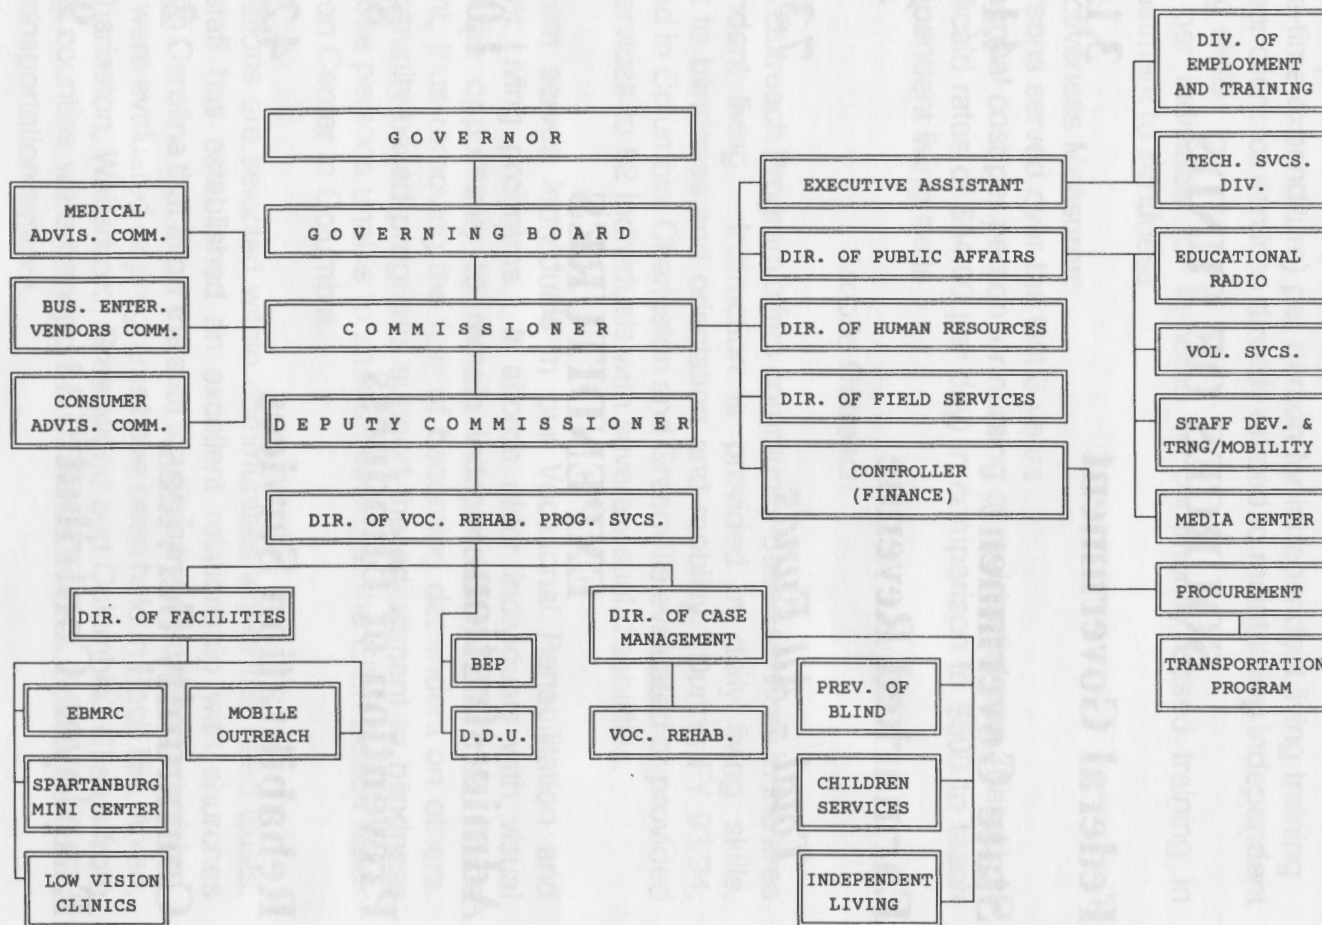 GOVERNOR
GOVERNING BOARD
COMMISSIONER
DEPUTY COMMISSIONER
DIR. OF VOC. REHAB. PROG. SVCS.
MEDICAL
ADVIS. COMM.
BUS. ENTER.
VENDORS COMM.
CONSUMER
ADVIS. COMM.
EXECUTIVE ASSISTANT
DIR. OF PUBLIC AFFAIRS
DIR. OF HUMAN RESOURCES
DIR. OF FIELD SERVICES
CONTROLLER
(FINANCE)
DIV. OF
EMPLOYMENT
AND TRAINING
TECH. SVCS.
DIV.
EDUCATIONAL
RADIO
VOL. SVCS.
STAFF DEV. &
TRNG/MOBILITY
MEDIA CENTER
PROCUREMENT
TRANSPORTATION
PROGRAM
DIR. OF FACILITIES
EBMRC
MOBILE
OUTREACH
SPARTANBURG
MINI CENTER
LOW VISION
CLINICS
BEP
D.D.U.
DIR. OF CASE
MANAGEMENT
VOC. REHAB.
PREV. OF
BLIND
CHILDREN
SERVICES
INDEPENDENT
LIVING